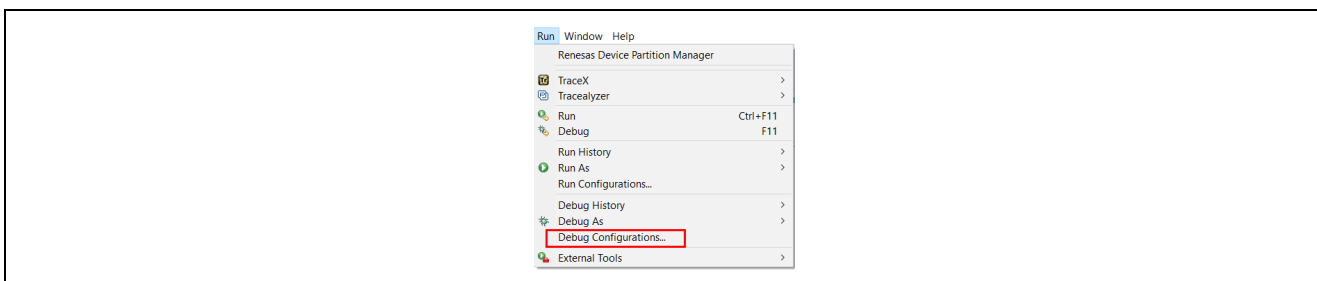 Run Window Help
Renesas Device Partition Manager
TraceX
Tracealyzer
Run Ctrl+F11
Debug F11
Run History
Run As
Run Configurations...
Debug History
Debug As
Debug Configurations...
External Tools